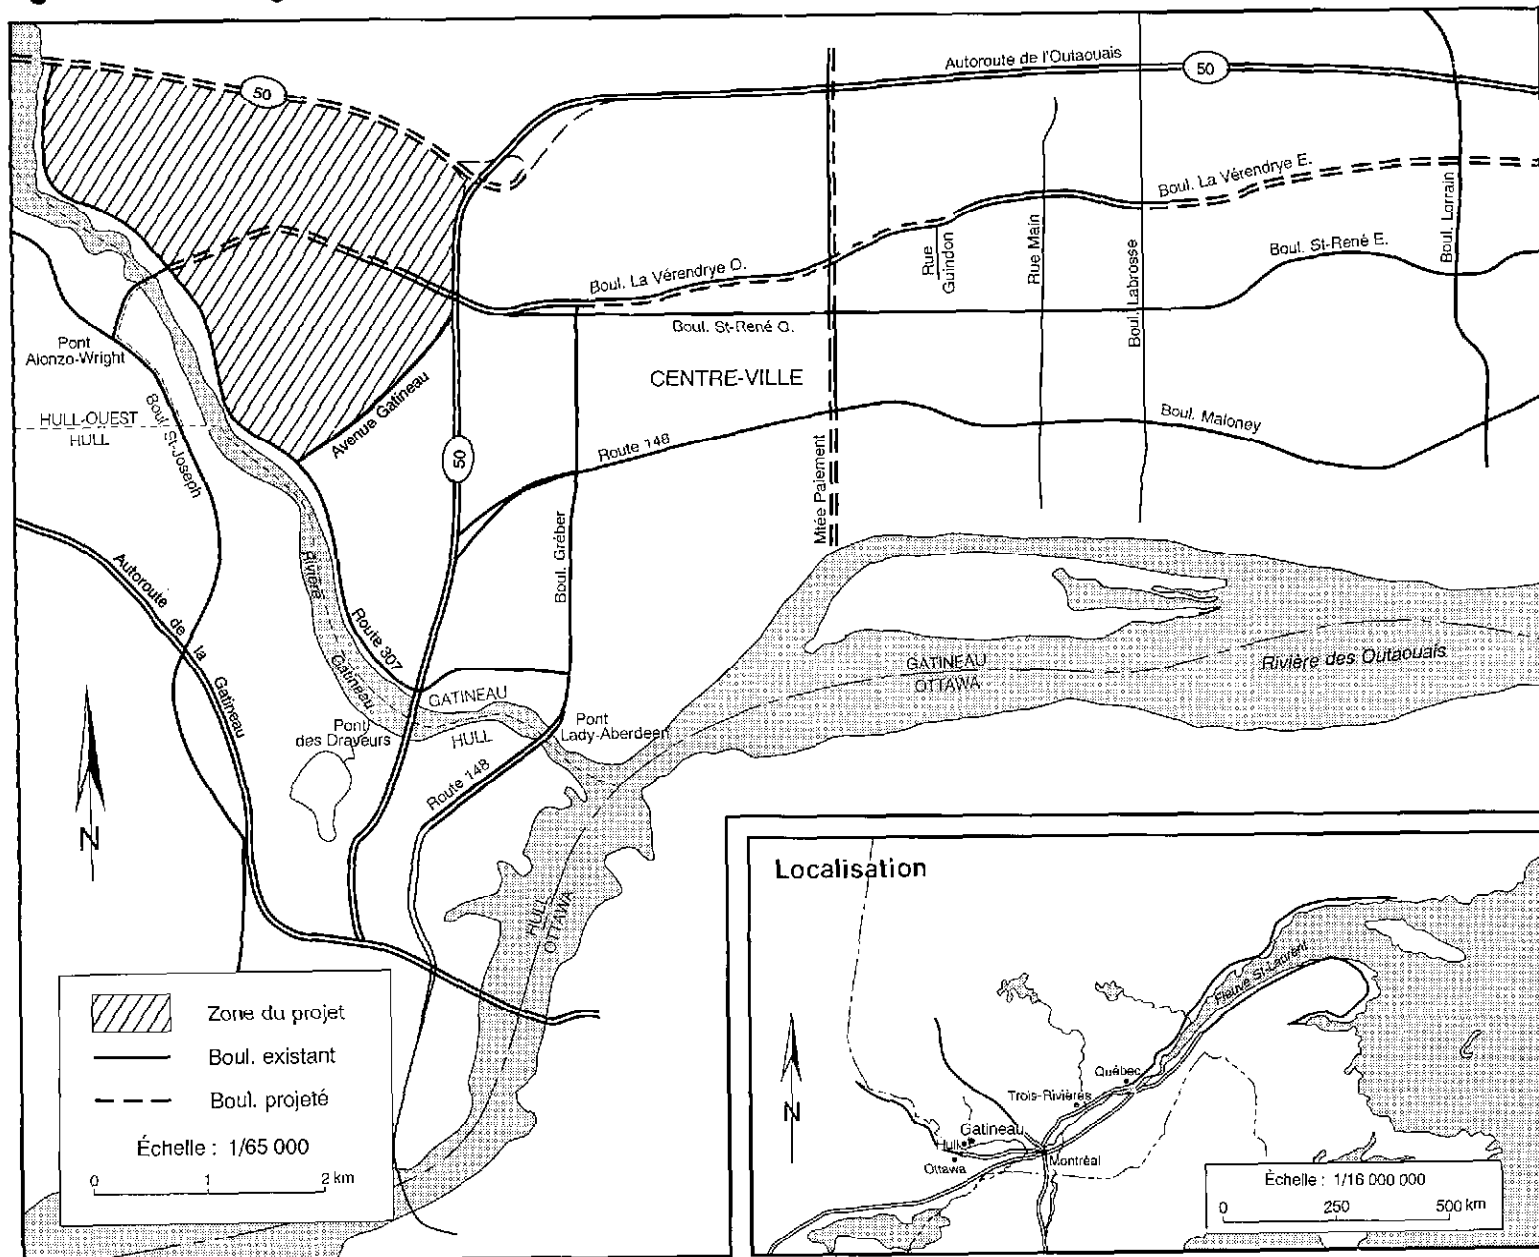 50
Autoroute de l'Outaouais
50
Boul. La Vérendrye E.
Boul. Lorrain
Rue Main
Rue
Guindon
Boul. Labrosse
Boul. St-René E.
Boul. La Vérendrye O.
Boul. St-René O.
Pont
Alonzo-Wright
CENTRE-VILLE
Avenue Gatineau
HULL-OUEST
HULL
Boul. St-Joseph
Boul. Maloney
Route 148
50
Mtée Paiement
Boul. Gréber
Autoroute de la Gatineau
Rivière Gatineau
Route 307
GATINEAU
OTTAWA
Rivière des Outaouais
GATINEAU
HULL
Pont
des Draveurs
Pont
Lady-Aberdeen
Route 148
N
HULL
OTTAWA
Zone du projet
Boul. existant
Boul. projeté
Échelle : 1/65 000
0 1 2 km
Localisation
Fleuve St-Laurent
N
Québec
Trois-Rivières
Gatineau
Hull
Ottawa
Montréal
Échelle : 1/16 000 000
0 250 500 km